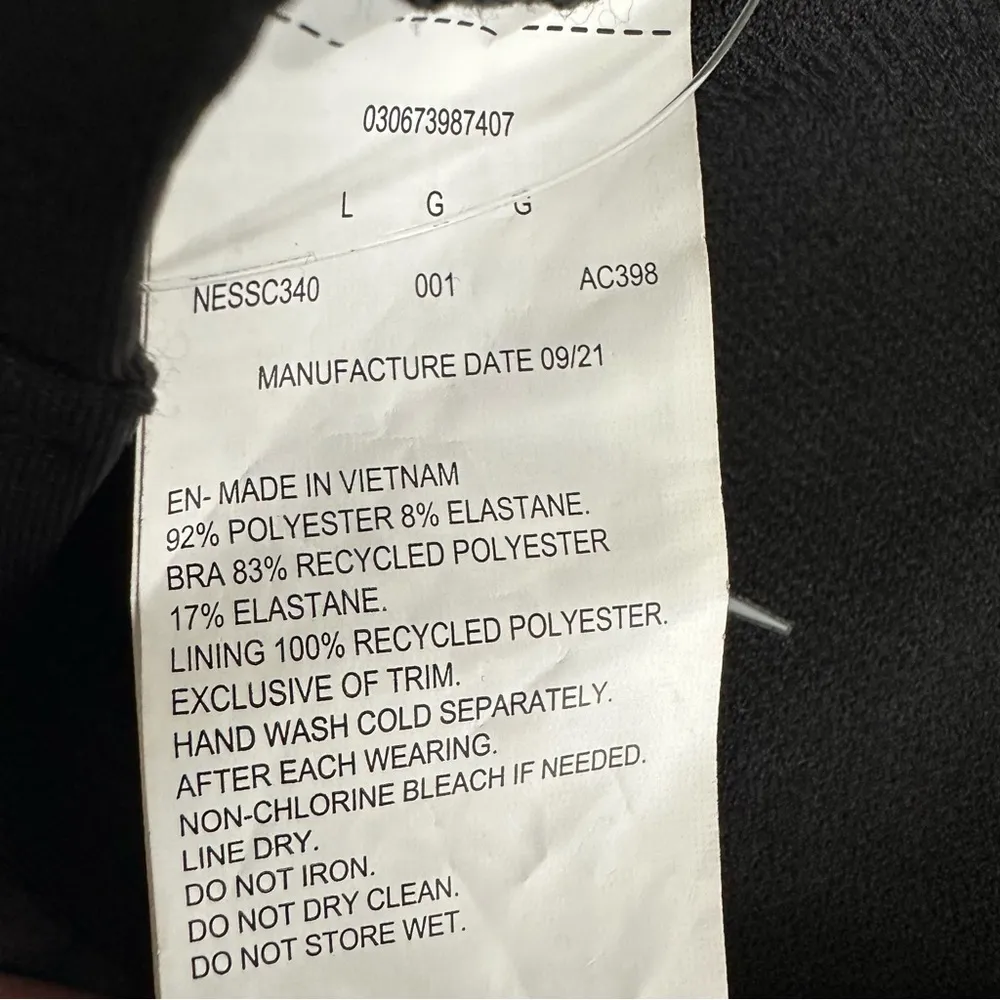 030673987407
L G G
NESSC340 001 AC398
MANUFACTURE DATE 09/21
EN- MADE IN VIETNAM
92% POLYESTER 8% ELASTANE.
BRA 83% RECYCLED POLYESTER
17% ELASTANE.
LINING 100% RECYCLED POLYESTER.
EXCLUSIVE OF TRIM.
HAND WASH COLD SEPARATELY.
AFTER EACH WEARING.
NON-CHLORINE BLEACH IF NEEDED.
LINE DRY.
DO NOT IRON.
DO NOT DRY CLEAN.
DO NOT STORE WET.